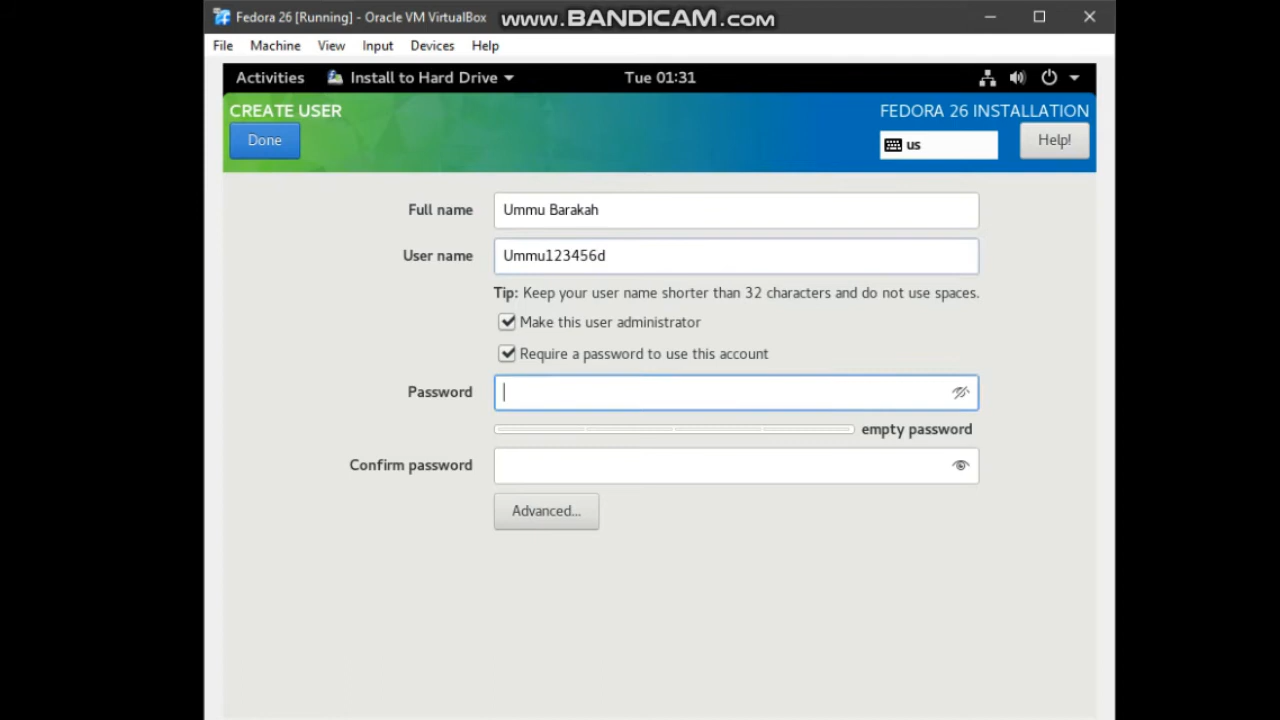 Fedora 26 [Running] - Oracle VM VirtualBox
www.BANDICAM.com
File Machine View Input Devices Help
Activities Install to Hard Drive Tue 01:31
CREATE USER FEDORA 26 INSTALLATION
Done us Help!
Full name Ummu Barakah
User name Ummu123456d
Tip: Keep your user name shorter than 32 characters and do not use spaces.
Make this user administrator
Require a password to use this account
Password
empty password
Confirm password
Advanced...